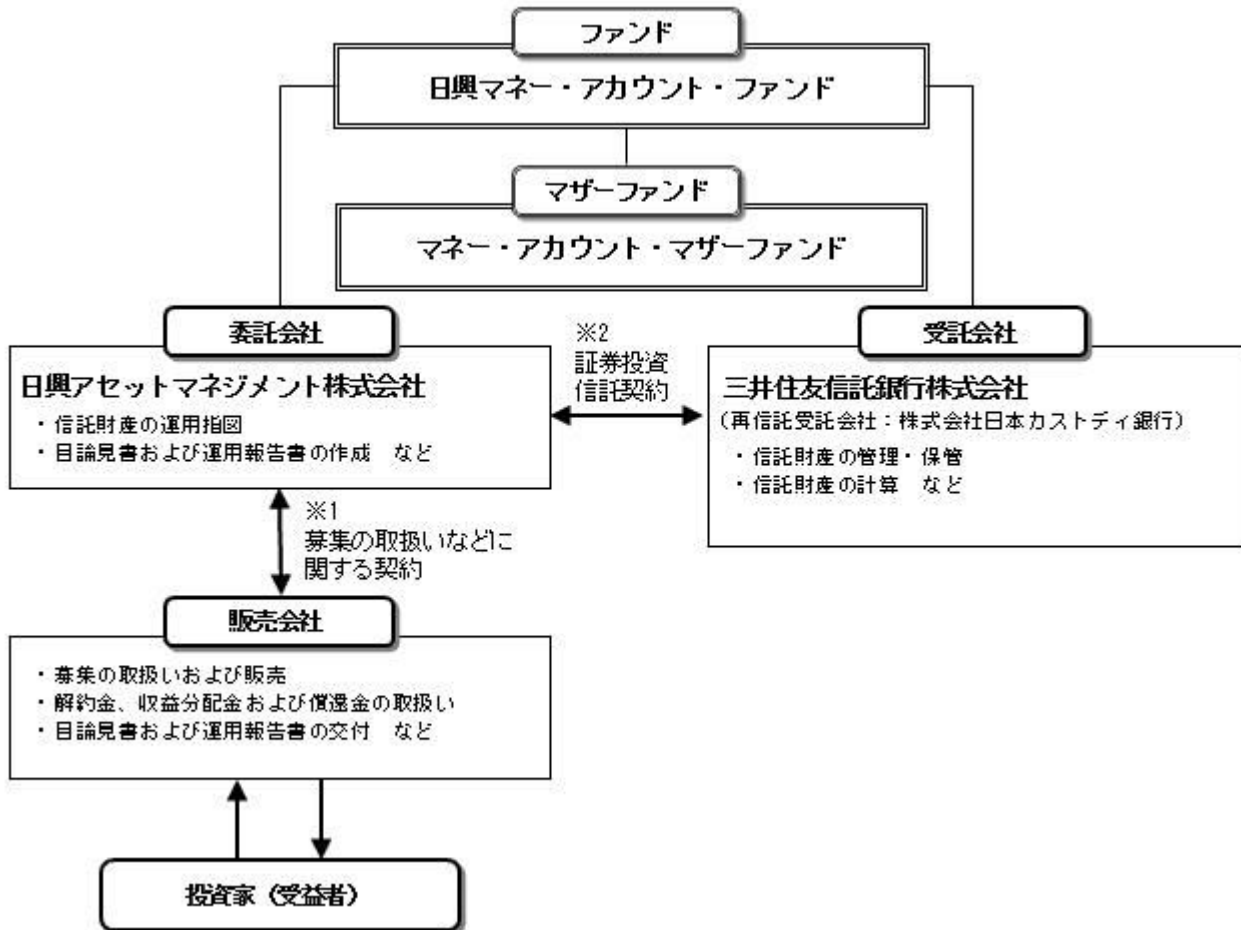 ファンド
日興マネー・アカウント・ファンド
マザーファンド
マネー・アカウント・マザーファンド
委託会社
日興アセットマネジメント株式会社
・信託財産の運用指図
・目論見書および運用報告書の作成　など
※2
証券投資
信託契約
受託会社
三井住友信託銀行株式会社
（再信託受託会社：株式会社日本カストディ銀行）
・信託財産の管理・保管
・信託財産の計算　など
※1
募集の取扱いなどに
関する契約
販売会社
・募集の取扱いおよび販売
・解約金、収益分配金および償還金の取扱い
・目論見書および運用報告書の交付　など
投資家（受益者）